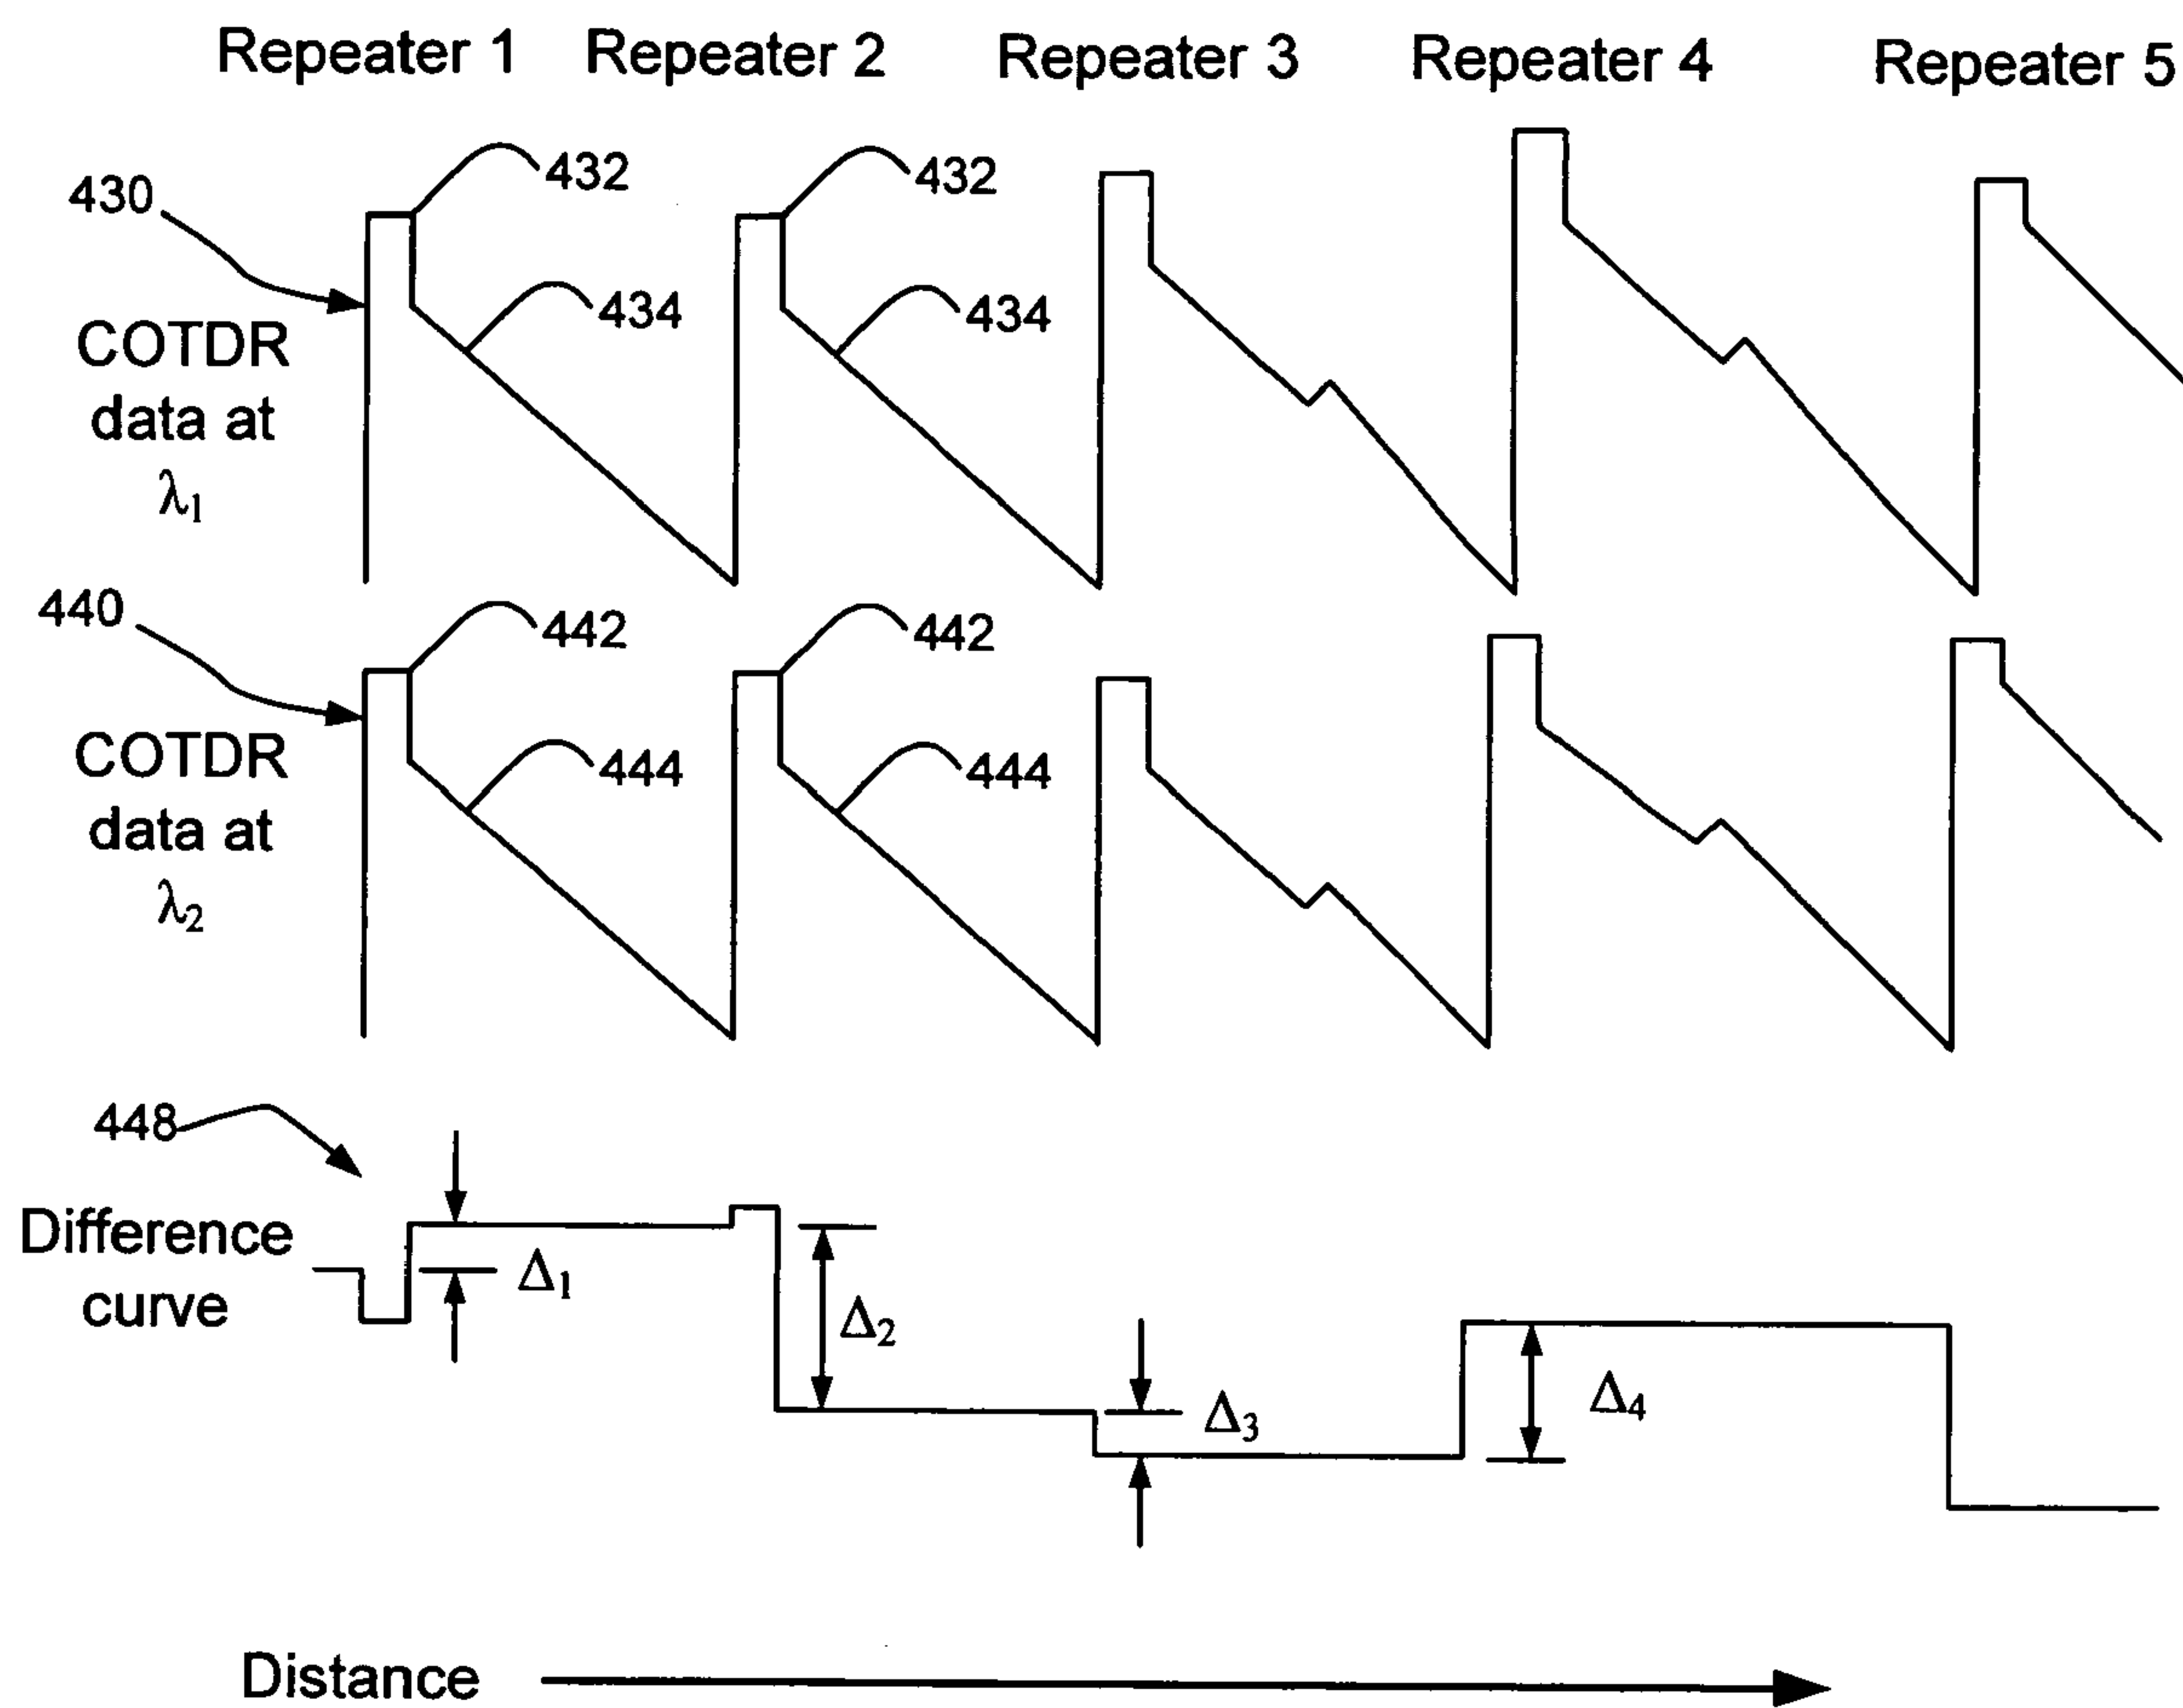 Repeater 1 Repeater 2 Repeater 3 Repeater 4 Repeater 5
432
432
430
434
434
COTDR
data at
λ1
440
442
442
COTDR
data at
λ2
444
444
448
Difference
curve
Δ1
Δ2
Δ3
Δ4
Distance